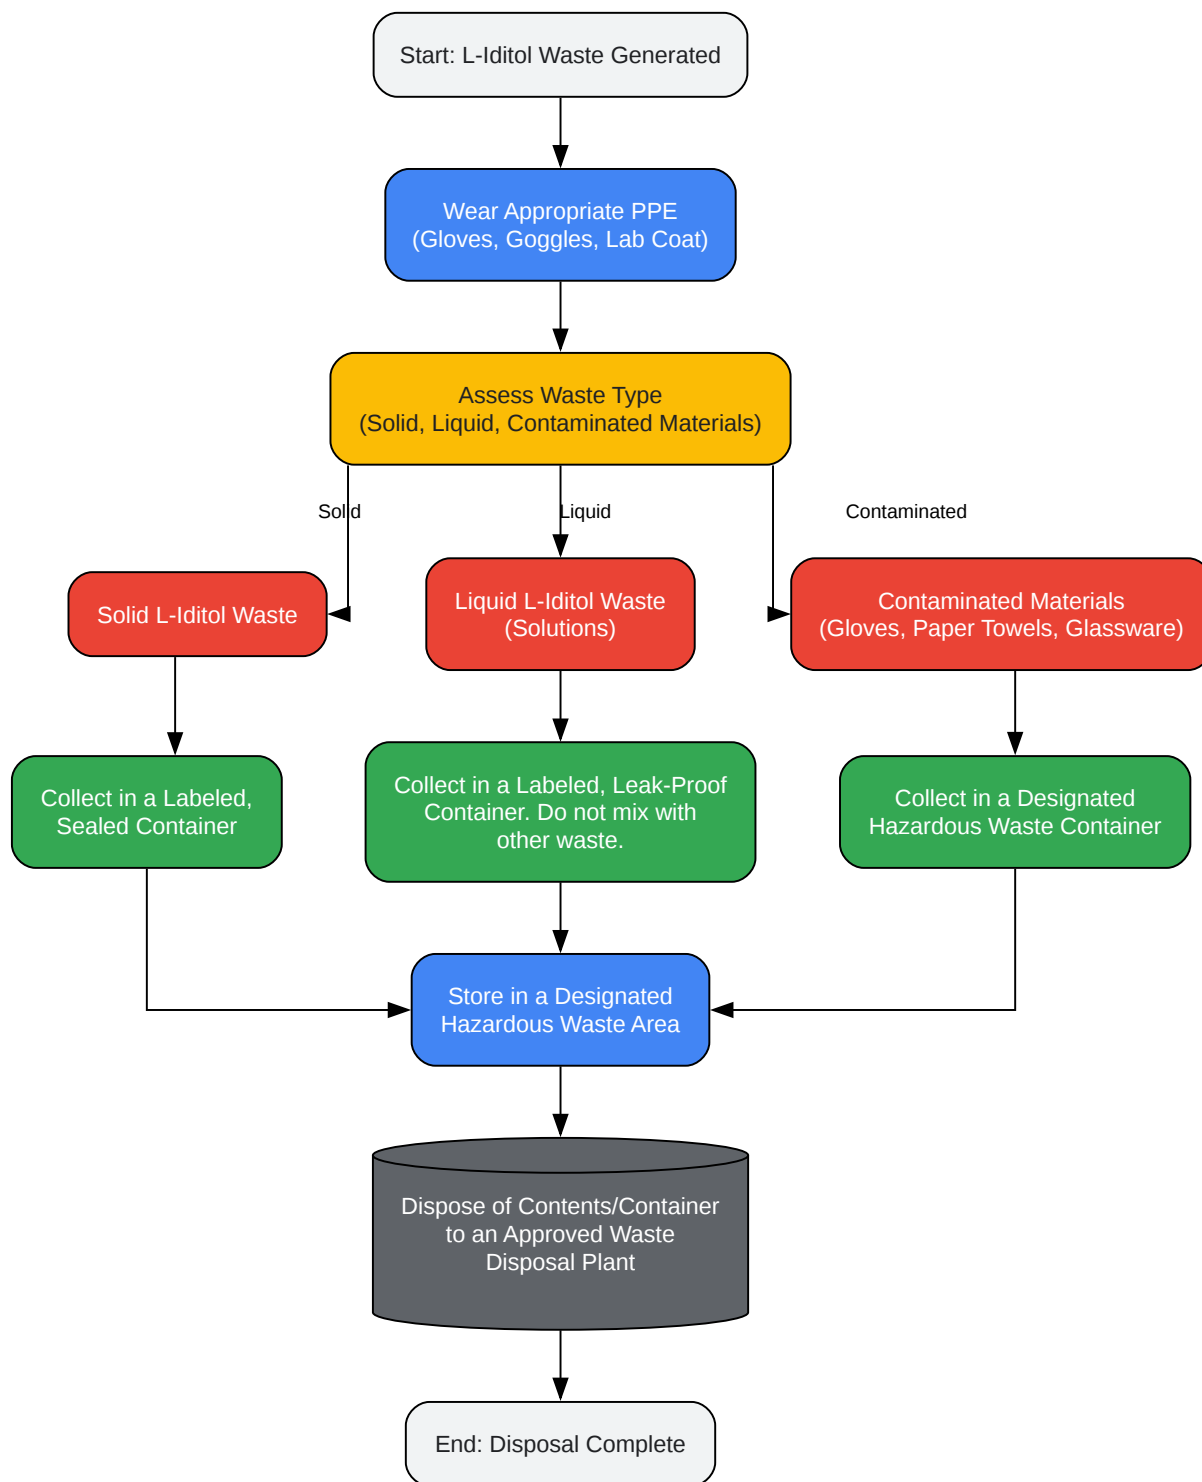 Start: L-Iditol Waste Generated
Wear Appropriate PPE
(Gloves, Goggles, Lab Coat)
Assess Waste Type
(Solid, Liquid, Contaminated Materials)
Solid
Liquid
Contaminated
Solid L-Iditol Waste
Liquid L-Iditol Waste
(Solutions)
Contaminated Materials
(Gloves, Paper Towels, Glassware)
Collect in a Labeled,
Sealed Container
Collect in a Labeled, Leak-Proof
Container. Do not mix with
other waste.
Collect in a Designated
Hazardous Waste Container
Store in a Designated
Hazardous Waste Area
Dispose of Contents/Container
to an Approved Waste
Disposal Plant
End: Disposal Complete